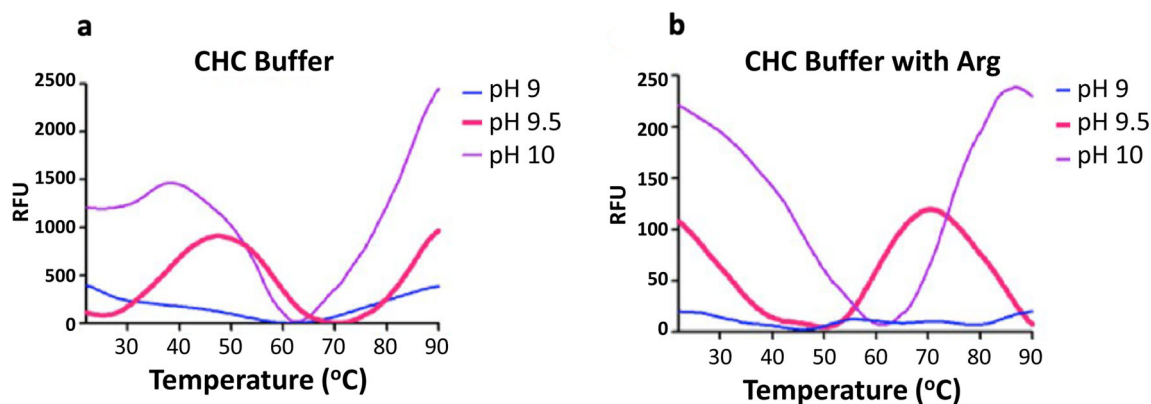 a
CHC Buffer
2500
2000
1500
1000
500
0
RFU
30 40 50 60 70 80 90
Temperature (°C)
pH 9
pH 9.5
pH 10
b
CHC Buffer with Arg
250
200
150
100
50
0
RFU
30 40 50 60 70 80 90
Temperature (°C)
pH 9
pH 9.5
pH 10